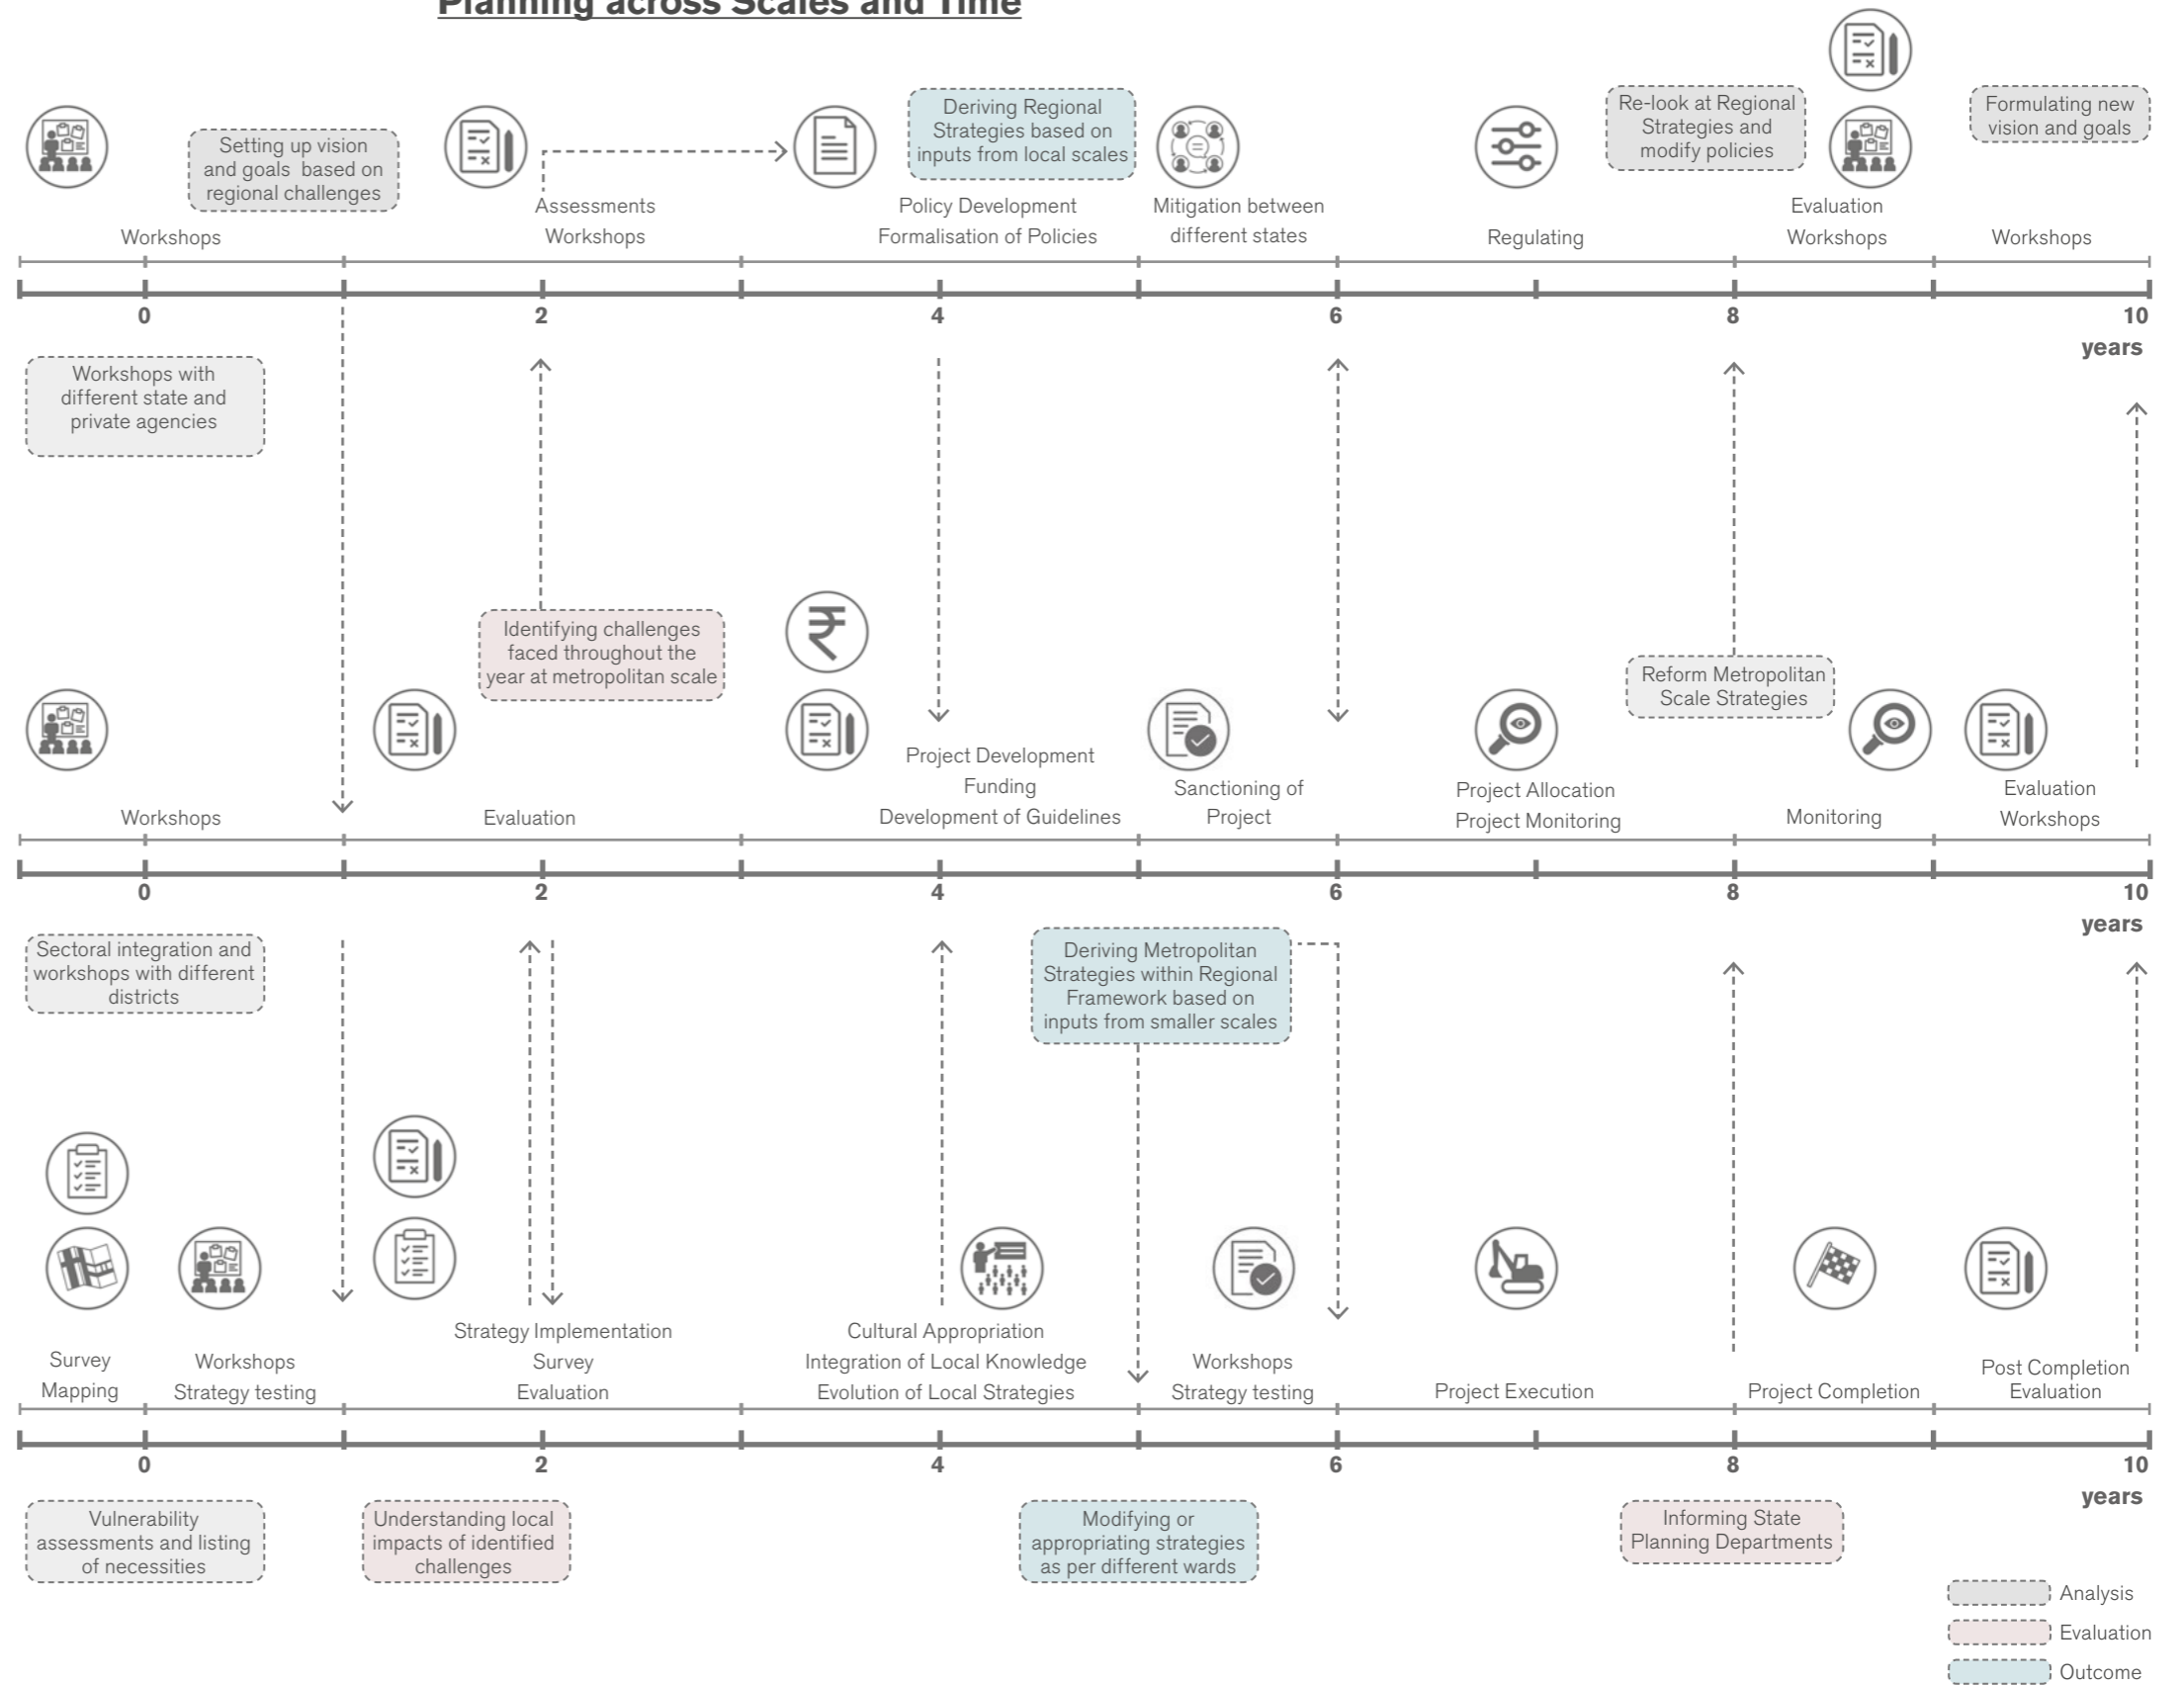 Planning across Scales and Time
Setting up vision
and goals based on
regional challenges
Deriving Regional
Strategies based on
inputs from local scales
Re-look at Regional
Strategies and
modify policies
Formulating new
vision and goals
Workshops
Assessments
Workshops
Policy Development
Formalisation of Policies
Mitigation between
different states
Regulating
Evaluation
Workshops
Workshops
0
2
4
6
8
10
years
Workshops with
different state and
private agencies
Identifying challenges
faced throughout the
year at metropolitan scale
Reform Metropolitan
Scale Strategies
Workshops
Evaluation
Project Development
Funding
Development of Guidelines
Sanctioning of
Project
Project Allocation
Project Monitoring
Monitoring
Evaluation
Workshops
0
2
4
6
8
10
years
Sectoral integration and
workshops with different
districts
Deriving Metropolitan
Strategies within Regional
Framework based on
inputs from smaller scales
Survey
Mapping
Workshops
Strategy testing
Strategy Implementation
Survey
Evaluation
Cultural Appropriation
Integration of Local Knowledge
Evolution of Local Strategies
Workshops
Strategy testing
Project Execution
Project Completion
Post Completion
Evaluation
0
2
4
6
8
10
years
Vulnerability
assessments and listing
of necessities
Understanding local
impacts of identified
challenges
Modifying or
appropriating strategies
as per different wards
Informing State
Planning Departments
Analysis
Evaluation
Outcome